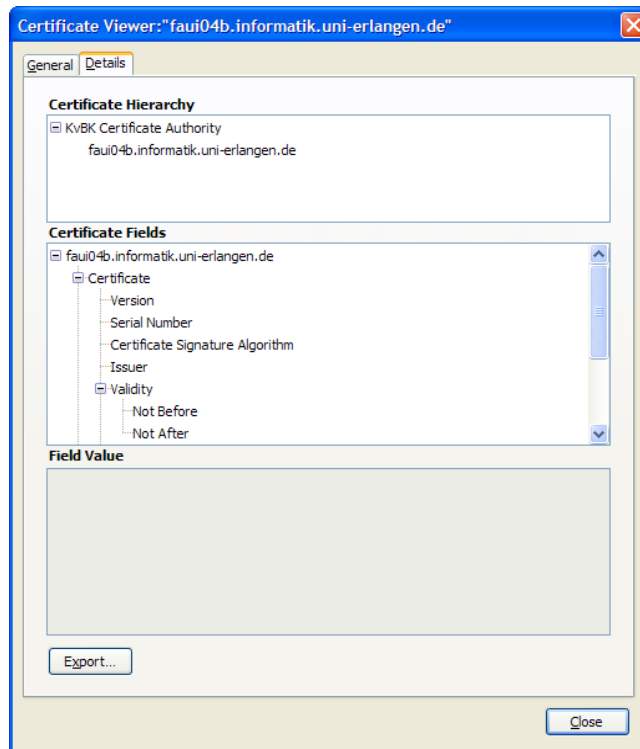 Certificate Viewer:"faui04b.informatik.uni-erlangen.de"
General Details
Certificate Hierarchy
KvBK Certificate Authority
faui04b.informatik.uni-erlangen.de
Certificate Fields
faui04b.informatik.uni-erlangen.de
Certificate
Version
Serial Number
Certificate Signature Algorithm
Issuer
Validity
Not Before
Not After
Field Value
Export...
Close